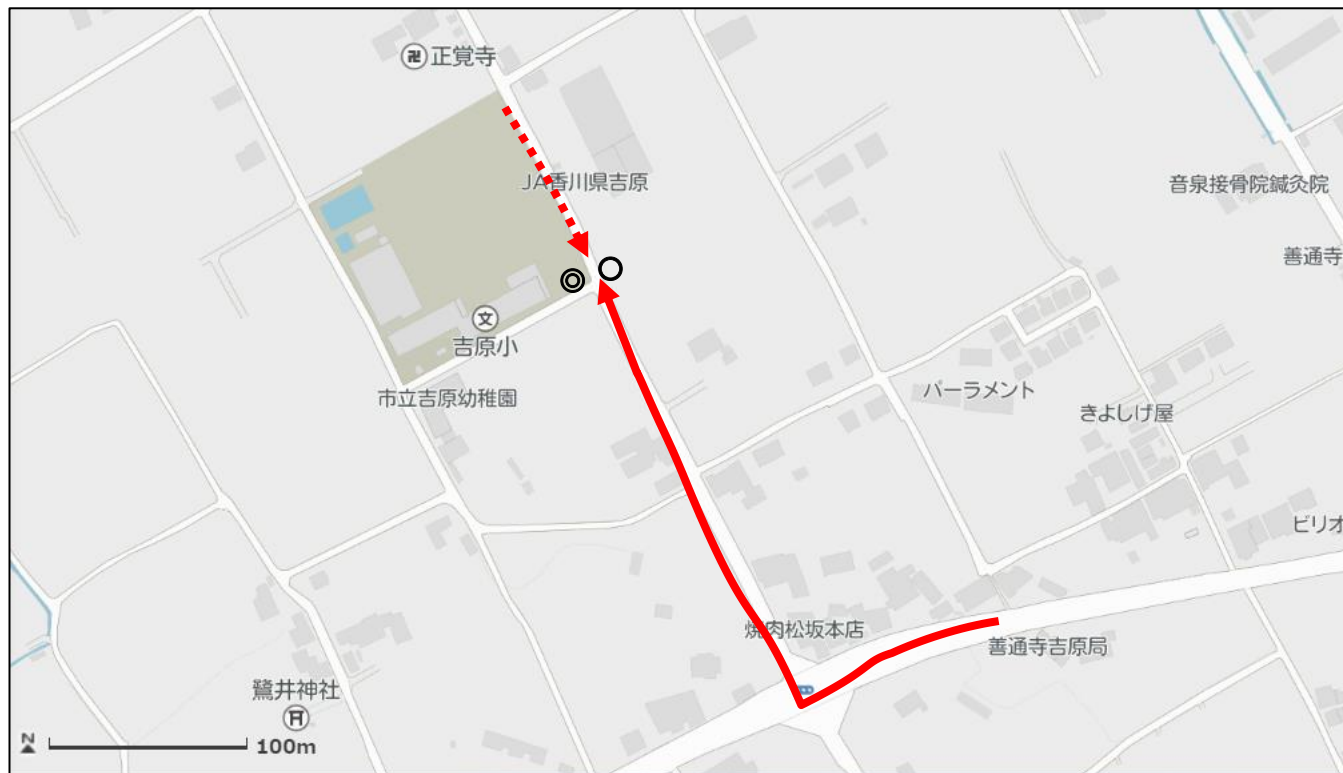 卍 正覚寺
JA香川県吉原
音泉接骨院鍼灸院
善通寺
文
吉原小
市立吉原幼稚園
パーラメント
きよしげ屋
ビリオ
焼肉松坂本店
善通寺吉原局
鷺井神社
N
100m